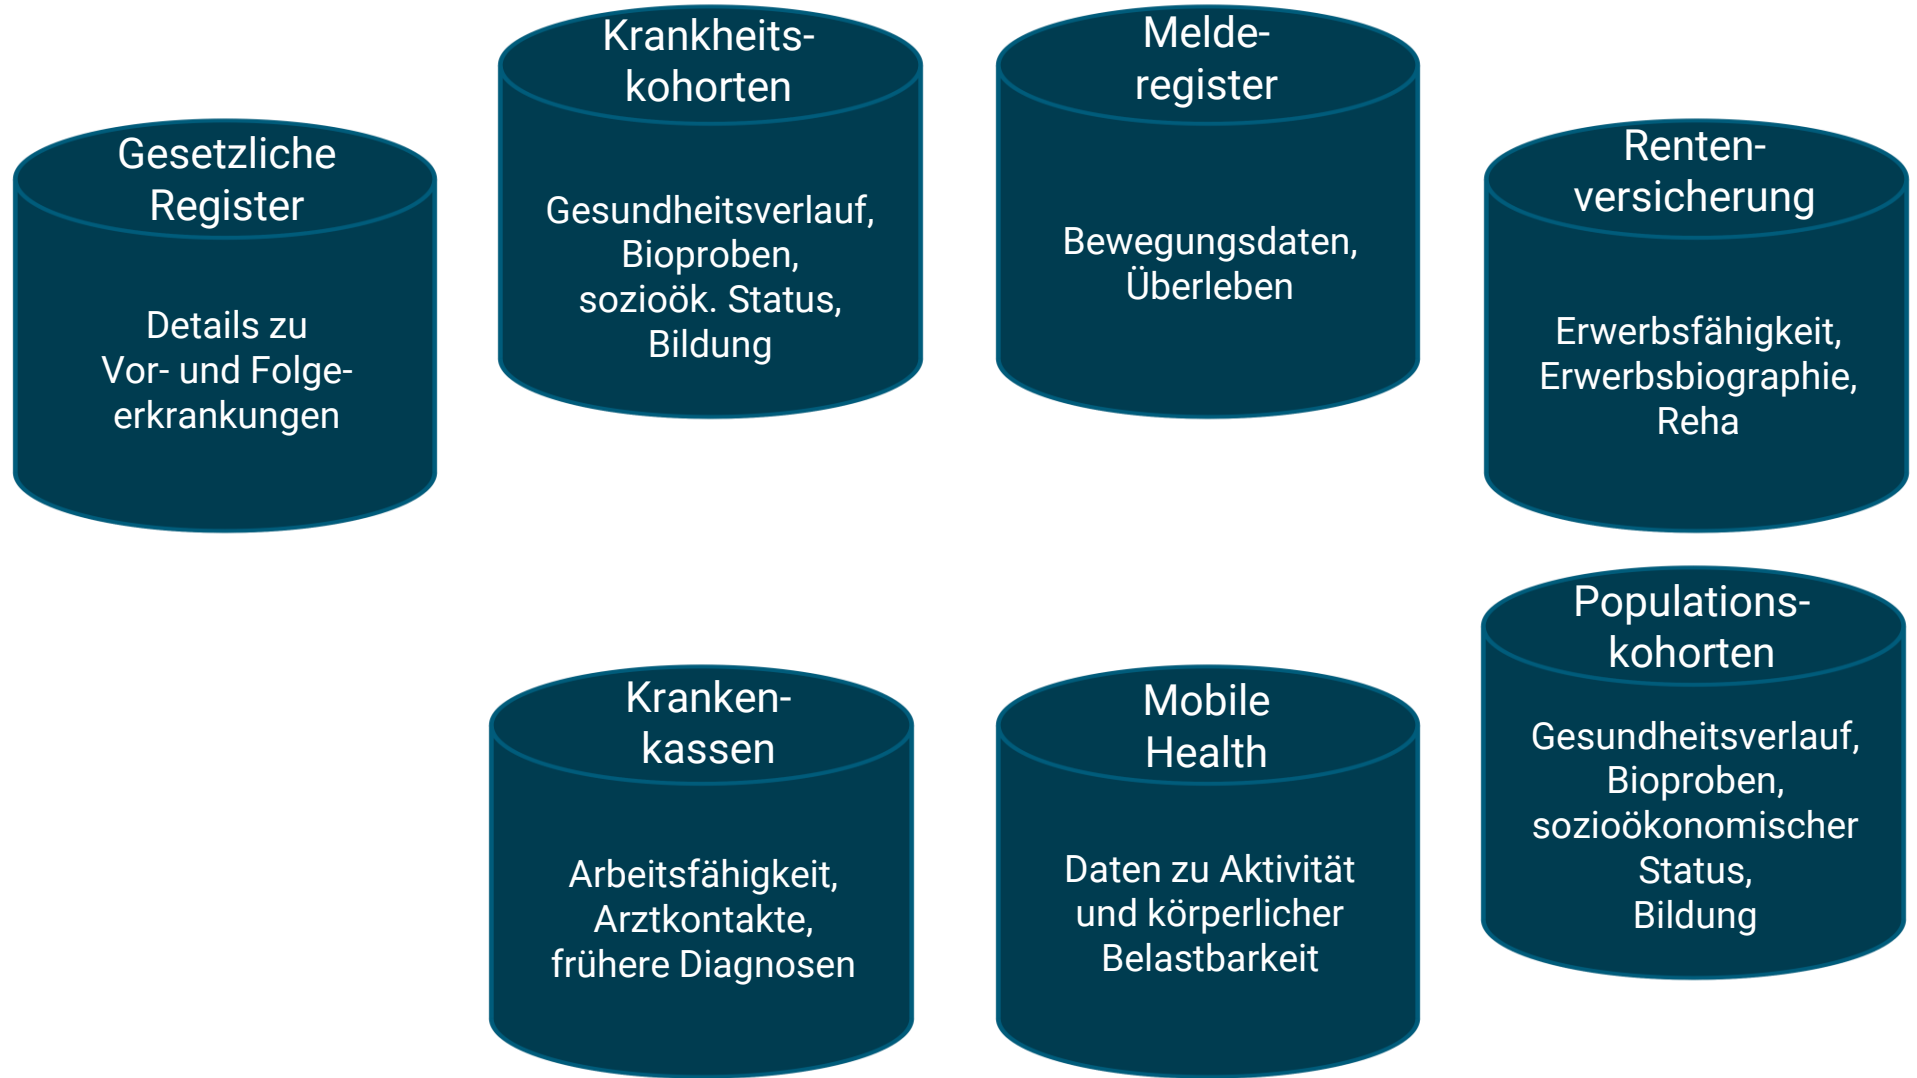 Gesetzliche
Register
Details zu
Vor- und Folge-
erkrankungen
Krankheits-
kohorten
Gesundheitsverlauf,
Bioproben,
sozioök. Status,
Bildung
Melde-
register
Bewegungsdaten,
Überleben
Renten-
versicherung
Erwerbsfähigkeit,
Erwerbsbiographie,
Reha
Kranken-
kassen
Arbeitsfähigkeit,
Arztkontakte,
frühere Diagnosen
Mobile
Health
Daten zu Aktivität
und körperlicher
Belastbarkeit
Populations-
kohorten
Gesundheitsverlauf,
Bioproben,
sozioökonomischer
Status,
Bildung